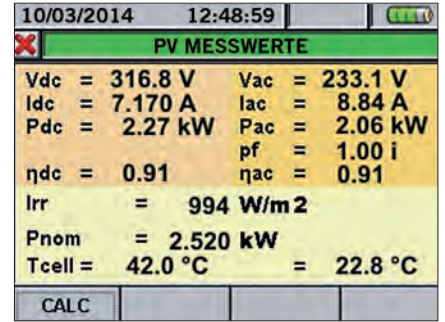 10/03/2014 12:48:59
PV MESSWERTE
Vdc = 316.8 V Vac = 233.1 V
Idc = 7.170 A Iac = 8.84 A
Pdc = 2.27 kW Pac = 2.06 kW
pf = 1.00 i
ηdc = 0.91 ηac = 0.91
Irr = 994 W/m2
Pnom = 2.520 kW
Tcell = 42.0 °C = 22.8 °C
CALC